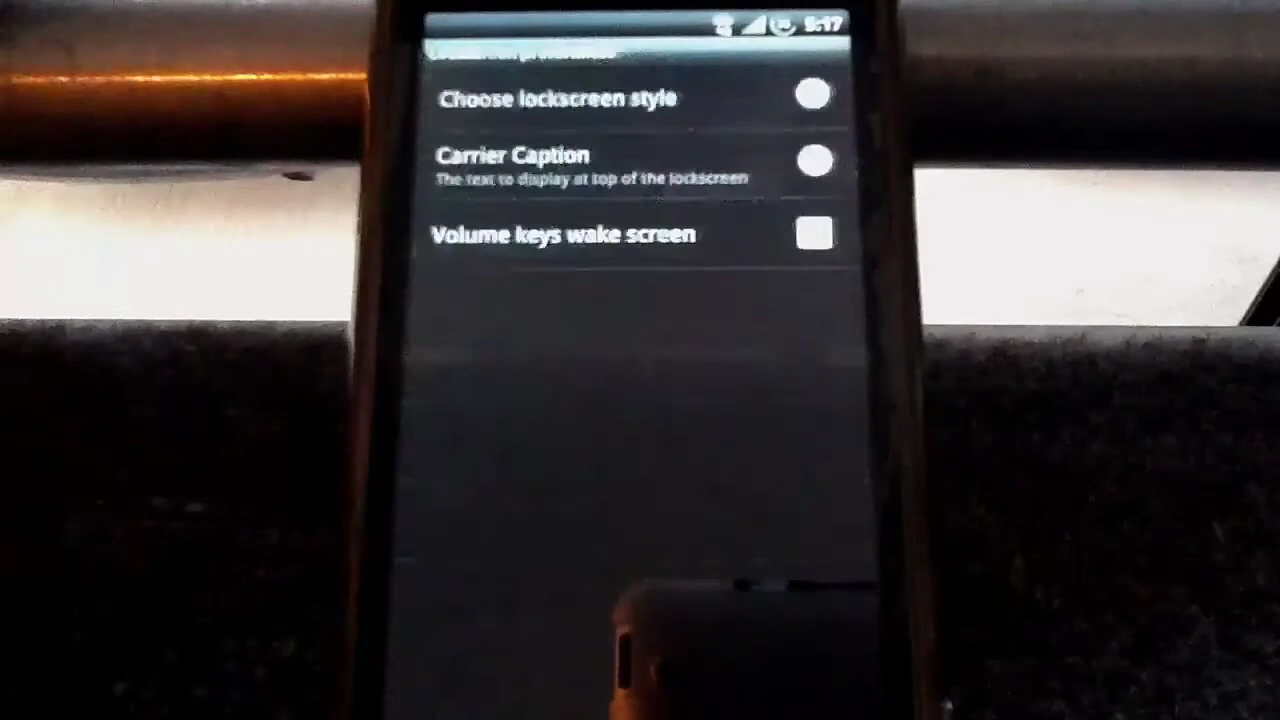 5:17
Choose lockscreen style
Carrier Caption
The text to display at top of the lockscreen
Volume keys wake screen